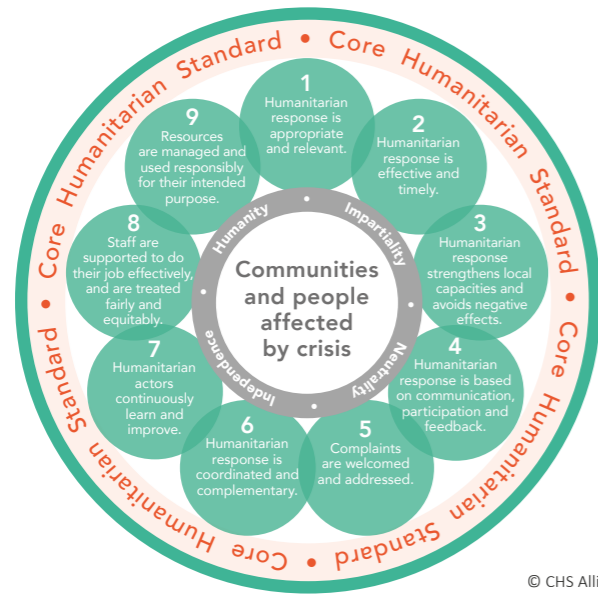 Core Humanitarian Standard • Core Humanitarian Standard • Core Humanitarian Standard • Core Humanitarian Standard •
1
Humanitarian
response is
appropriate
and relevant.
2
Humanitarian
response is
effective and
timely.
3
Humanitarian
response
strengthens local
capacities and
avoids negative
effects.
4
Humanitarian
response is based
on communication,
participation and
feedback.
5
Complaints
are welcomed
and addressed.
6
Humanitarian
response is
coordinated and
complementary.
7
Humanitarian
actors
continuously
learn and
improve.
8
Staff are
supported to do
their job effectively,
and are treated
fairly and
equitably.
9
Resources
are managed and
used responsibly
for their intended
purpose.
Humanity • Impartiality • Neutrality • Independence •
Communities
and people
affected
by crisis
© CHS Alli